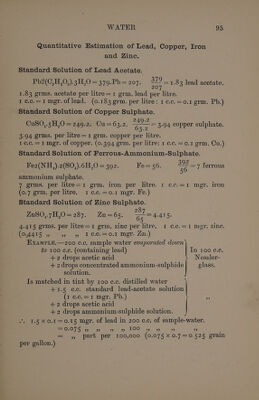 WATER 95
Quantitative Estimation of Lead, Copper, Iron
and Zinc.
Standard Solution of Lead Acetate.
Pb2(C₂H₃O₂).3H₂O = 379. Pb = 207. 379/207 = 1.83 lead acetate.
1.83 grms. acetate per litre = 1 grm. lead per litre.
1 c.c. = 1 mgr. of lead. (0.183 grm. per litre: 1 c.c. = 0.1 grm. Pb.)
Standard Solution of Copper Sulphate.
CuSO₄.5H₂O = 249.2. Cu = 63.2. 249.2/63.2 = 3.94 copper sulphate.
3.94 grms. per litre = 1 grm. copper per litre.
1 c.c. = 1 mgr. of copper. (0.394 grm. per litre: 1 c.c. = 0.1 grm. Cu.)
Standard Solution of Ferrous-Ammonium-Sulphate.
Fe2(NH₄).2(SO₄).6H₂O = 392. Fe = 56. 392/56 = 7 ferrous
ammonium sulphate.
7 grms. per litre = 1 grm. iron per litre. 1 c.c. = 1 mgr. iron
(0.7 grm. per litre, 1 c.c. = 0.1 mgr. Fe.)
Standard Solution of Zinc Sulphate.
ZnSO₄.7H₂O = 287. Zn = 65. 287/65 = 4.415.
4.415 grms. per litre = 1 grm. zinc per litre. 1 c.c. = 1 mgr. zinc.
(0.4415 „ „ „ 1 c.c. = 0.1 mgr. Zn.)
EXAMPLE.—200 c.c. sample water evaporated down
to 100 c.c. (containing lead) In 100 c.c.
+ 2 drops acetic acid Nessler-
+ 2 drops concentrated ammonium-sulphide glass.
solution.
Is matched in tint by 100 c.c. distilled water
+ 1.5 c.c. standard lead-acetate solution
(1 c.c. = 1 mgr. Pb.) „
+ 2 drops acetic acid
+ 2 drops ammonium-sulphide solution.
∴ 1.5 × 0.1 = 0.15 mgr. of lead in 200 c.c. of sample-water.
= 0.075 „ „ „ „ 100 „ „ „ „
= „ part per 100,000 (0.075 × 0.7 = 0.525 grain
per gallon.)